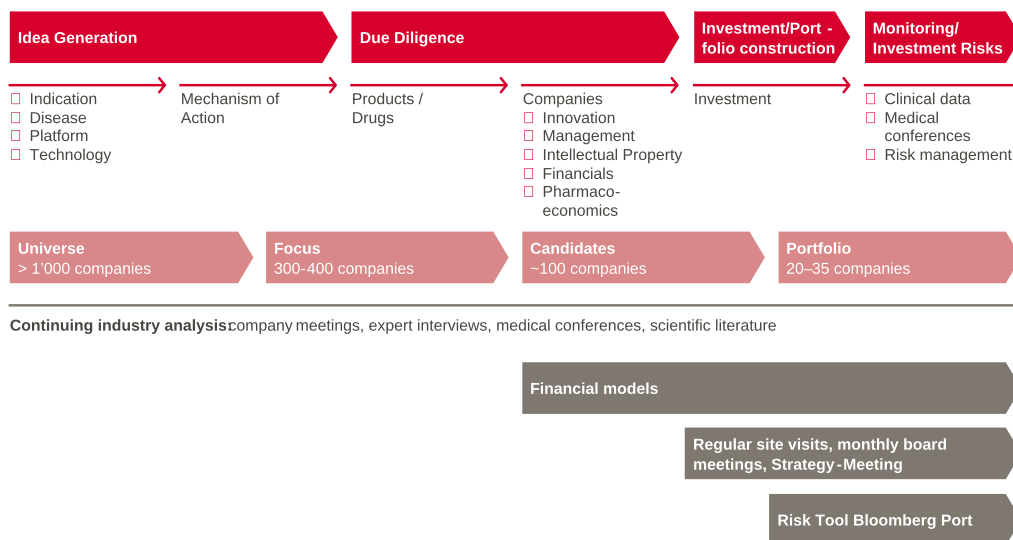 Idea Generation
Due Diligence
Investment/Port -
folio construction
Monitoring/
Investment Risks
Indication
Disease
Platform
Technology
Mechanism of
Action
Products /
Drugs
Companies
Innovation
Management
Intellectual Property
Financials
Pharmaco-
economics
Investment
Clinical data
Medical
conferences
Risk management
Universe
> 1’000 companies
Focus
300-400 companies
Candidates
~100 companies
Portfolio
20–35 companies
Continuing industry analysis: company meetings, expert interviews, medical conferences, scientific literature
Financial models
Regular site visits, monthly board
meetings, Strategy-Meeting
Risk Tool Bloomberg Port